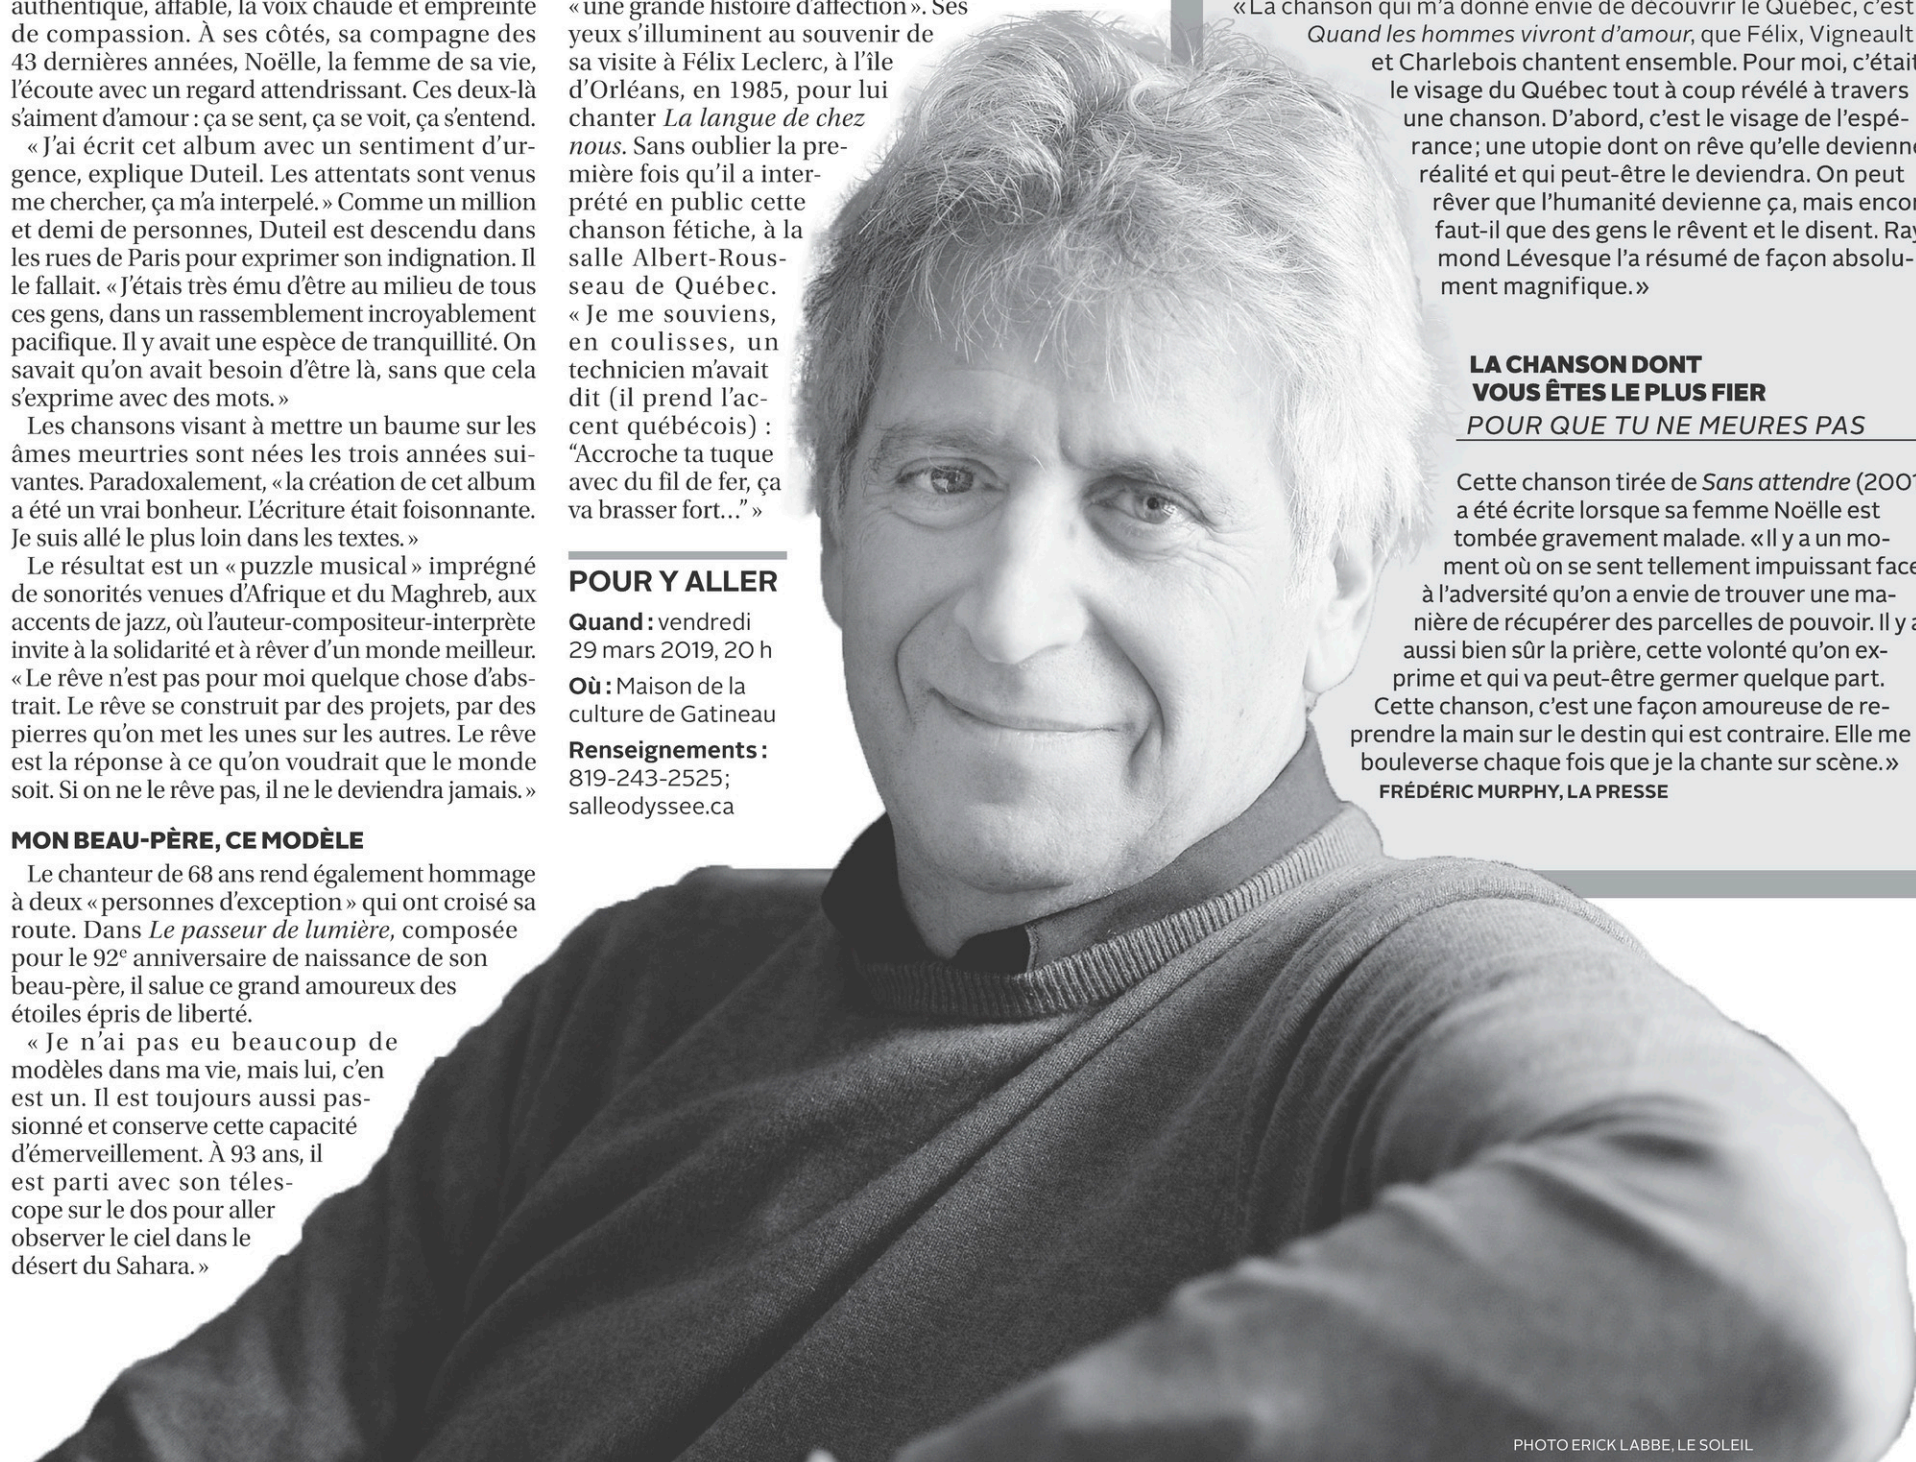 authentique, affable, la voix chaude et empreinte
de compassion. À ses côtés, sa compagne des
43 dernières années, Noëlle, la femme de sa vie,
l’écoute avec un regard attendrissant. Ces deux-là
s’aiment d’amour : ça se sent, ça se voit, ça s’entend.
« J’ai écrit cet album avec un sentiment d’ur-
gence, explique Duteil. Les attentats sont venus
me chercher, ça m’a interpelé. » Comme un million
et demi de personnes, Duteil est descendu dans
les rues de Paris pour exprimer son indignation. Il
le fallait. « J’étais très ému d’être au milieu de tous
ces gens, dans un rassemblement incroyablement
pacifique. Il y avait une espèce de tranquillité. On
savait qu’on avait besoin d’être là, sans que cela
s’exprime avec des mots. »
Les chansons visant à mettre un baume sur les
âmes meurtries sont nées les trois années sui-
vantes. Paradoxalement, « la création de cet album
a été un vrai bonheur. L’écriture était foisonnante.
Je suis allé le plus loin dans les textes. »
Le résultat est un « puzzle musical » imprégné
de sonorités venues d’Afrique et du Maghreb, aux
accents de jazz, où l’auteur-compositeur-interprète
invite à la solidarité et à rêver d’un monde meilleur.
« Le rêve n’est pas pour moi quelque chose d’abs-
trait. Le rêve se construit par des projets, par des
pierres qu’on met les unes sur les autres. Le rêve
est la réponse à ce qu’on voudrait que le monde
soit. Si on ne le rêve pas, il ne le deviendra jamais. »
MON BEAU-PÈRE, CE MODÈLE
Le chanteur de 68 ans rend également hommage
à deux « personnes d’exception » qui ont croisé sa
route. Dans Le passeur de lumière, composée
pour le 92e anniversaire de naissance de son
beau-père, il salue ce grand amoureux des
étoiles épris de liberté.
« Je n’ai pas eu beaucoup de
modèles dans ma vie, mais lui, c’en
est un. Il est toujours aussi pas-
sionné et conserve cette capacité
d’émerveillement. À 93 ans, il
est parti avec son téles-
cope sur le dos pour aller
observer le ciel dans le
désert du Sahara. »
« une grande histoire d’affection ». Ses
yeux s’illuminent au souvenir de
sa visite à Félix Leclerc, à l’île
d’Orléans, en 1985, pour lui
chanter La langue de chez
nous. Sans oublier la pre-
mière fois qu’il a inter-
prété en public cette
chanson fétiche, à la
salle Albert-Rous-
seau de Québec.
« Je me souviens,
en coulisses, un
technicien m’avait
dit (il prend l’ac-
cent québécois) :
“Accroche ta tuque
avec du fil de fer, ça
va brasser fort…” »
POUR Y ALLER
Quand : vendredi
29 mars 2019, 20 h
Où : Maison de la
culture de Gatineau
Renseignements :
819-243-2525;
salleodyssee.ca
« La chanson qui m’a donné envie de découvrir le Québec, c’est
Quand les hommes vivront d’amour, que Félix, Vigneault
et Charlebois chantent ensemble. Pour moi, c’était
le visage du Québec tout à coup révélé à travers
une chanson. D’abord, c’est le visage de l’espé-
rance; une utopie dont on rêve qu’elle devienne
réalité et qui peut-être le deviendra. On peut
rêver que l’humanité devienne ça, mais encor
faut-il que des gens le rêvent et le disent. Ray
mond Lévesque l’a résumé de façon absolu-
ment magnifique. »
LA CHANSON DONT
VOUS ÊTES LE PLUS FIER
POUR QUE TU NE MEURES PAS
Cette chanson tirée de Sans attendre (2001
a été écrite lorsque sa femme Noëlle est
tombée gravement malade. « Il y a un mo-
ment où on se sent tellement impuissant face
à l’adversité qu’on a envie de trouver une ma-
nière de récupérer des parcelles de pouvoir. Il y a
aussi bien sûr la prière, cette volonté qu’on ex-
prime et qui va peut-être germer quelque part.
Cette chanson, c’est une façon amoureuse de re-
prendre la main sur le destin qui est contraire. Elle me
bouleverse chaque fois que je la chante sur scène. »
FRÉDÉRIC MURPHY, LA PRESSE
PHOTO ERICK LABBE, LE SOLEIL